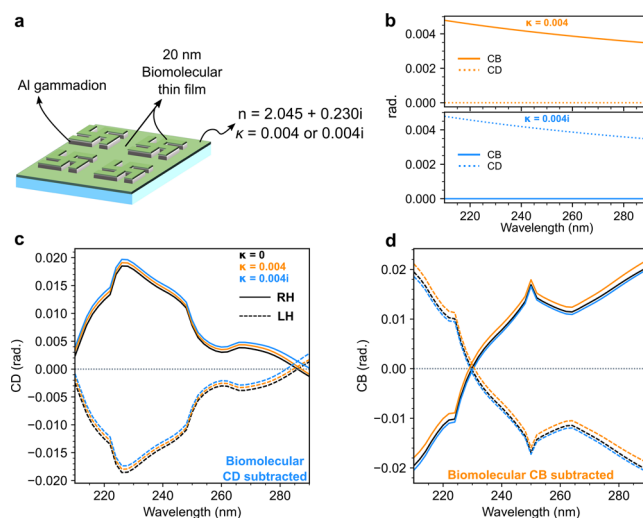 a
20 nm
Biomolecular
thin film
Al gammadion
n = 2.045 + 0.230i
κ = 0.004 or 0.004i
b
κ = 0.004
CB
CD
0.004
0.002
0.000
rad.
κ = 0.004i
CB
CD
0.004
0.002
0.000
220 240 260 280
Wavelength (nm)
c
κ = 0
κ = 0.004
κ = 0.004i
RH
LH
0.020
0.015
0.010
0.005
0.000
−0.005
−0.010
−0.015
−0.020
CD (rad.)
Biomolecular
CD subtracted
220 240 260 280
Wavelength (nm)
d
0.02
0.01
0.00
−0.01
−0.02
CB (rad.)
Biomolecular CB subtracted
220 240 260 280
Wavelength (nm)